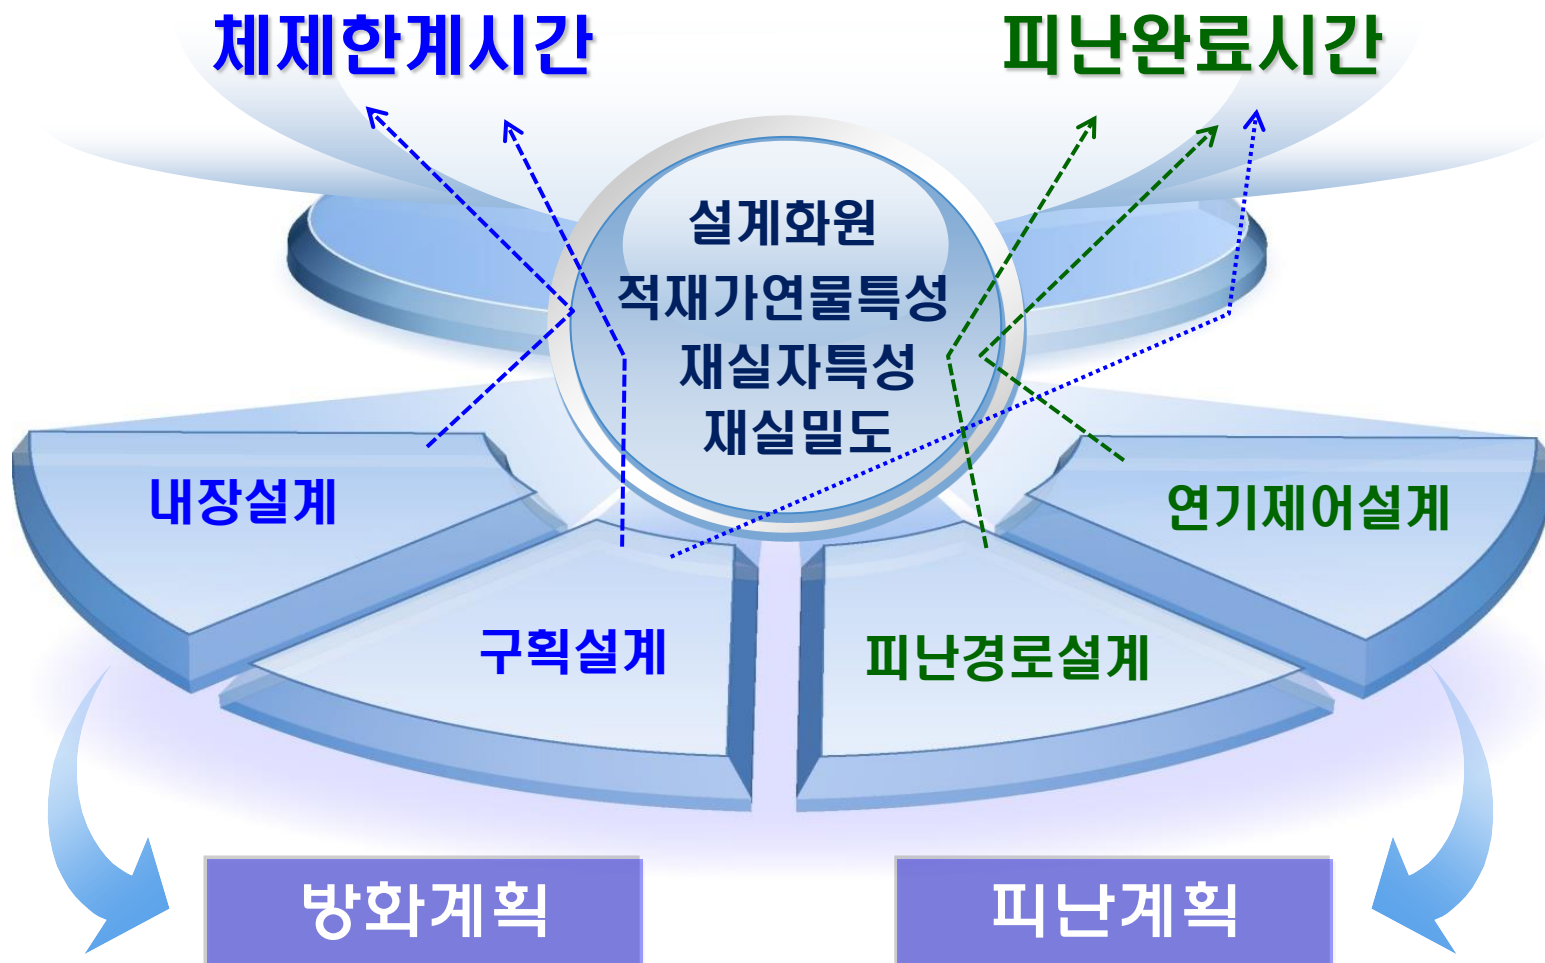 체제한계시간
피난완료시간
설계화원
적재가연물특성
재실자특성
재실밀도
내장설계
연기제어설계
구획설계
피난경로설계
방화계획
피난계획